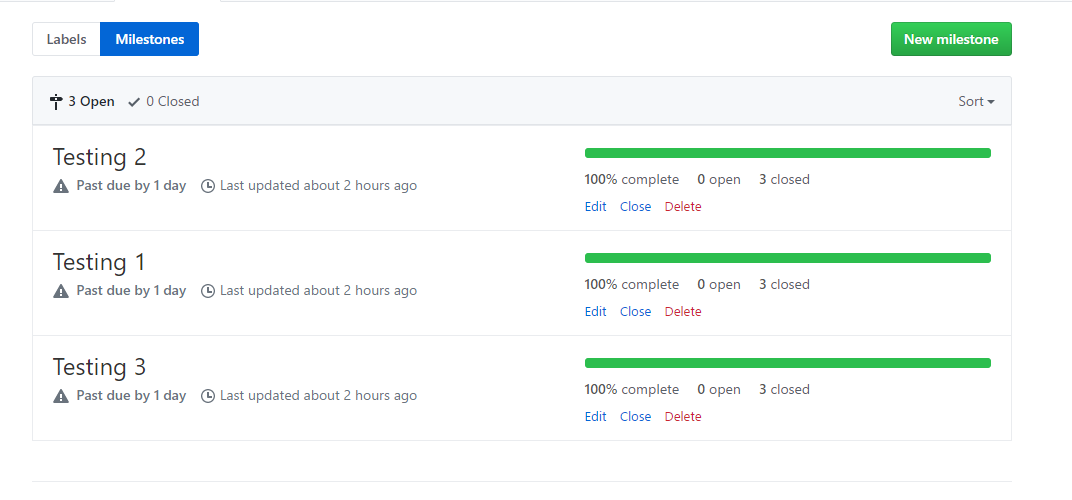 Labels Milestones New milestone
3 Open 0 Closed Sort
Testing 2
Past due by 1 day Last updated about 2 hours ago
100% complete 0 open 3 closed
Edit Close Delete
Testing 1
Past due by 1 day Last updated about 2 hours ago
100% complete 0 open 3 closed
Edit Close Delete
Testing 3
Past due by 1 day Last updated about 2 hours ago
100% complete 0 open 3 closed
Edit Close Delete